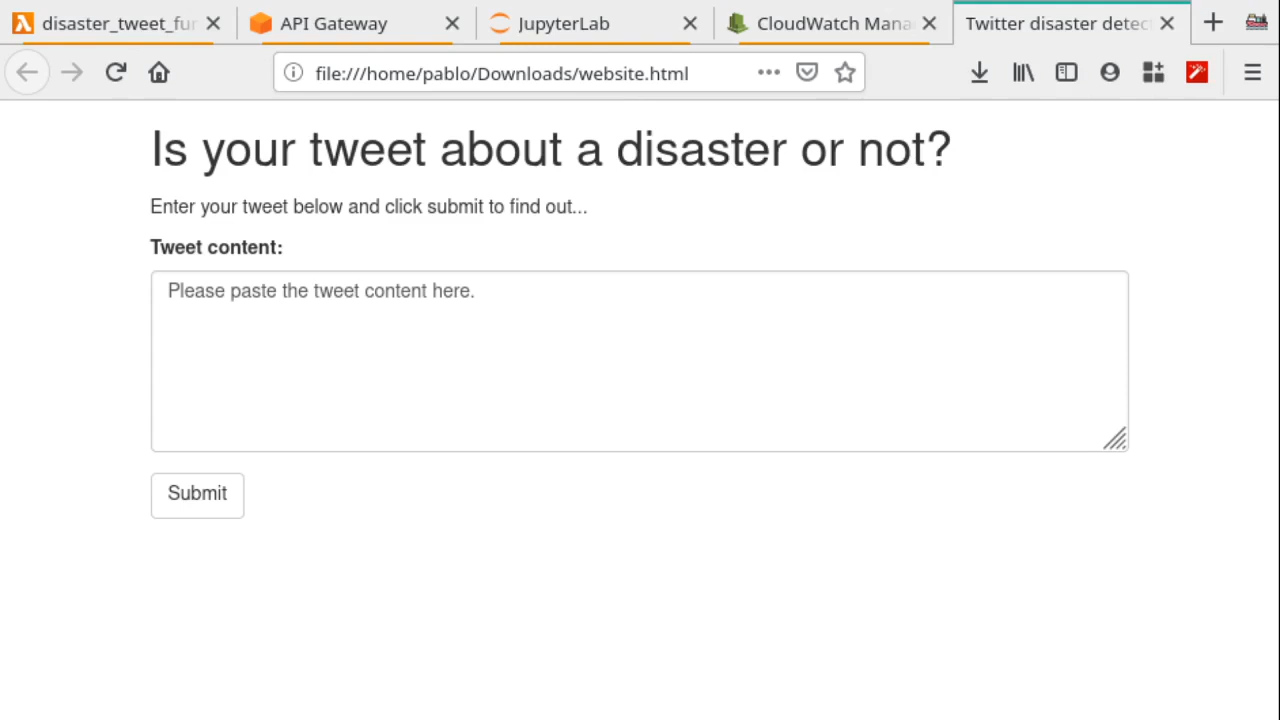 disaster_tweet_fur
API Gateway
JupyterLab
CloudWatch Mana
Twitter disaster detec
file:///home/pablo/Downloads/website.html
Is your tweet about a disaster or not?
Enter your tweet below and click submit to find out...
Tweet content:
Please paste the tweet content here.
Submit